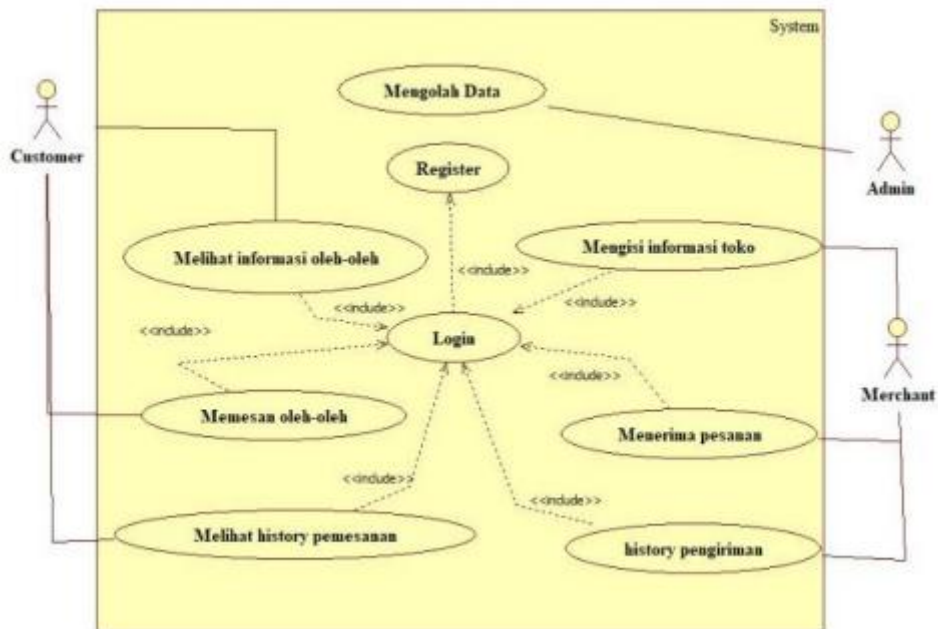 System
Mengolah Data
Customer
Admin
Register
Melihat informasi oleh-oleh
Mengisi informasi toko
<<include>>
<<include>>
<<include>>
<<include>>
Login
<<include>>
Merchant
Memesan oleh-oleh
Menerima pesanan
<<include>>
<<include>>
Melihat history pemesanan
history pengiriman